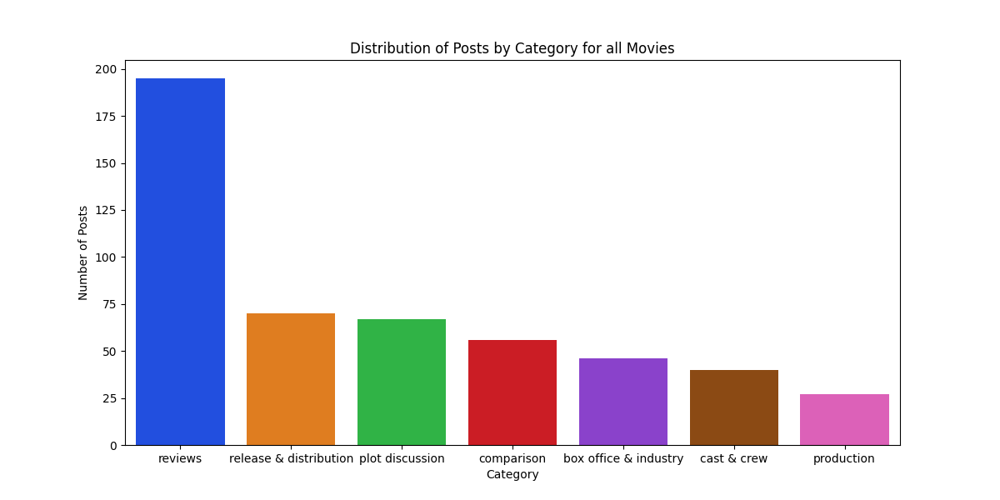 Distribution of Posts by Category for all Movies
200
175
150
125
100
75
50
25
0
Number of Posts
reviews release & distribution plot discussion comparison box office & industry cast & crew production
Category